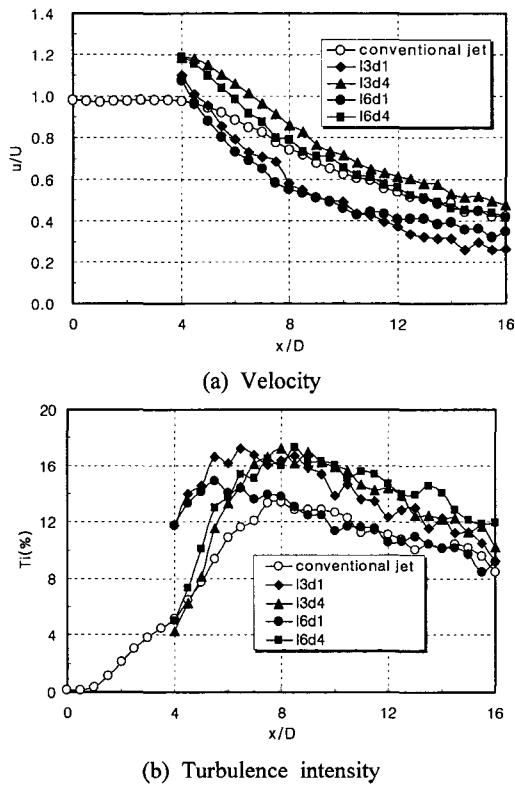 1.4
1.2
1.0
0.8
0.6
0.4
0.2
0.0
u/U
conventional jet
l3d1
l3d4
l6d1
l6d4
0 4 8 12 16
x/D
(a) Velocity
20
16
12
8
4
0
Ti(%)
conventional jet
l3d1
l3d4
l6d1
l6d4
0 4 8 12 16
x/D
(b) Turbulence intensity